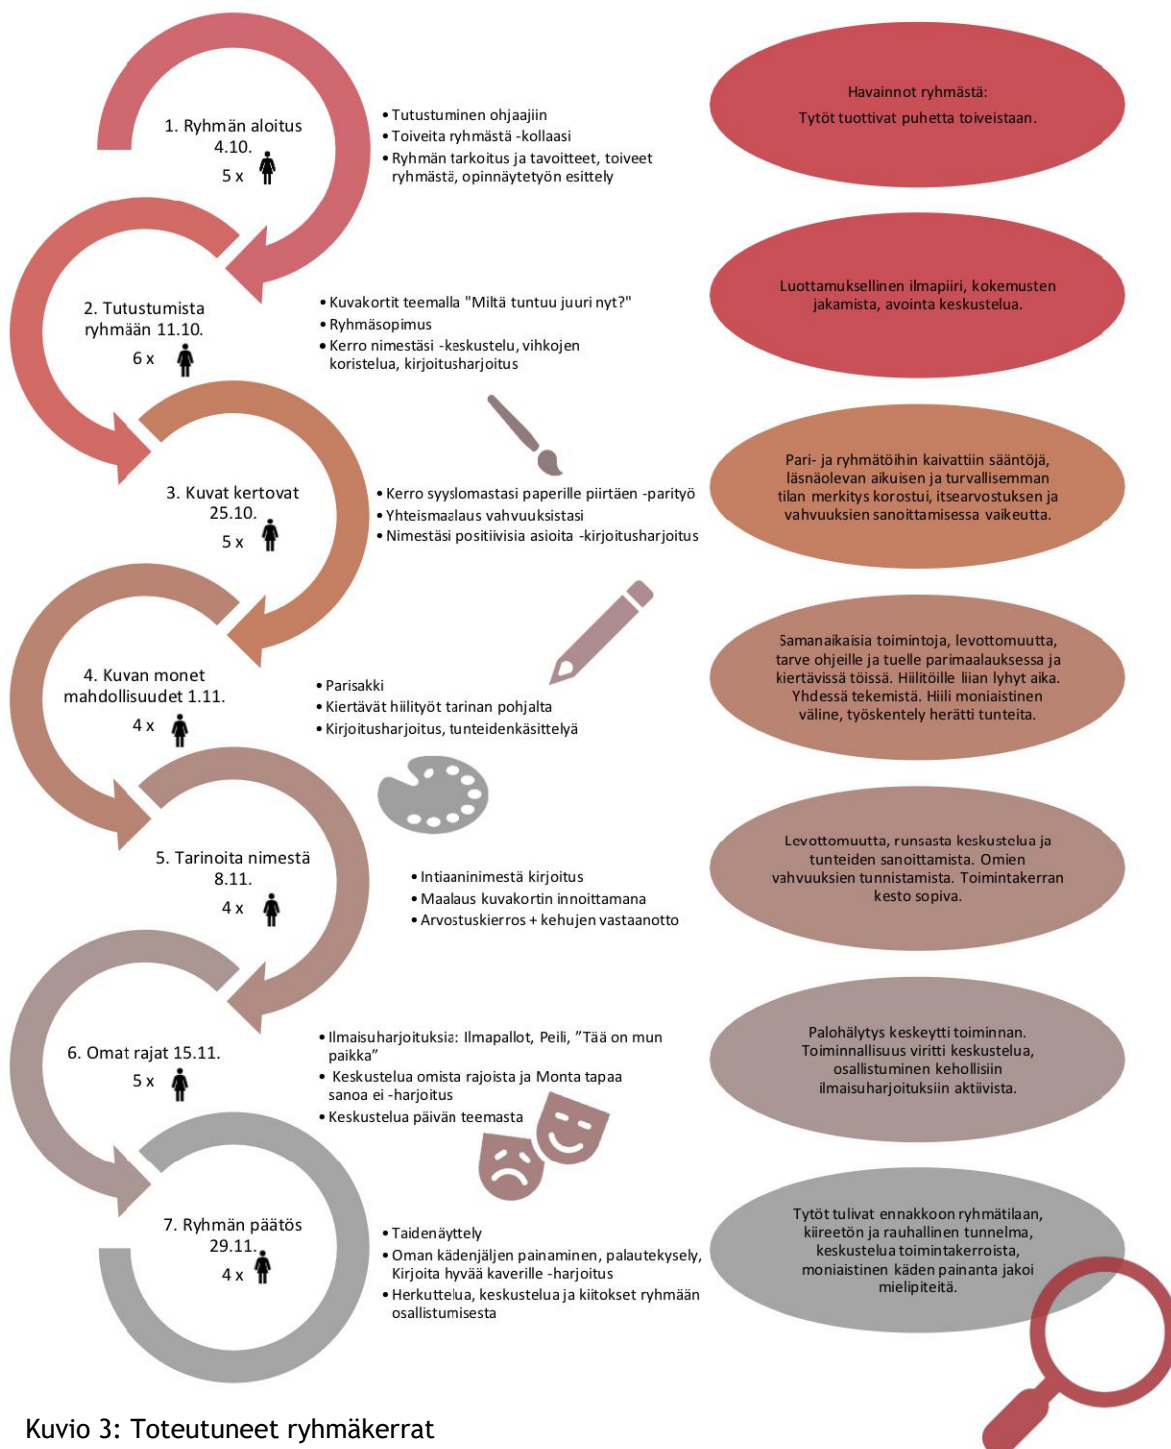 1. Ryhmän aloitus
4.10.
5 x
• Tutustuminen ohjaajiin
• Toiveita ryhmästä -kollaasi
• Ryhmän tarkoitus ja tavoitteet, toiveet
ryhmästä, opinnäytetyön esittely
Havainnot ryhmästä:
Tytöt tuottivat puhetta toiveistaan.
2. Tutustumista
ryhmään 11.10.
6 x
• Kuvakortit teemalla "Miltä tuntuu juuri nyt?"
• Ryhmäsopimus
• Kerro nimestäsi -keskustelu, vihkojen
koristelua, kirjoitusharjoitus
Luottamuksellinen ilmapiiri, kokemusten
jakamista, avointa keskustelua.
3. Kuvat kertovat
25.10.
5 x
• Kerro syyslomastasi paperille piirtäen -parityö
• Yhteismaalaus vahvuuksistasi
• Nimestäsi positiivisia asioita -kirjoitusharjoitus
Pari- ja ryhmätöihin kaivattiin sääntöjä,
läsnäolevan aikuisen ja turvallisemman
tilan merkitys korostui, itsearvostuksen ja
vahvuuksien sanoittamisessa vaikeutta.
4. Kuvan monet
mahdollisuudet 1.11.
4 x
• Parisakki
• Kiertävät hiilityöt tarinan pohjalta
• Kirjoitusharjoitus, tunteidenkäsittelyä
Samanaikaisia toimintoja, levottomuutta,
tarve ohjeille ja tuelle parimaalauksessa ja
kiertävissä töissä. Hiilitöille liian lyhyt aika.
Yhdessä tekemistä. Hiili moniaistinen
väline, työskentely herätti tunteita.
5. Tarinoita nimestä
8.11.
4 x
• Intiaaninimestä kirjoitus
• Maalaus kuvakortin innoittamana
• Arvostuskierros + kehujen vastaanotto
Levottomuutta, runsasta keskustelua ja
tunteiden sanoittamista. Omien
vahvuuksien tunnistamista. Toimintakerran
kesto sopiva.
6. Omat rajat 15.11.
5 x
• Ilmaisuharjoituksia: Ilmapallot, Peili, ”Tää on mun
paikka”
• Keskustelua omista rajoista ja Monta tapaa
sanoa ei -harjoitus
• Keskustelua päivän teemasta
Palohälytys keskeytti toiminnan.
Toiminnallisuus viritti keskustelua,
osallistuminen kehollisiin
ilmaisuharjoituksiin aktiivista.
7. Ryhmän päätös
29.11.
4 x
• Taidenäyttely
• Oman kädenjäljen painaminen, palautekysely,
Kirjoita hyvää kaverille -harjoitus
• Herkuttelua, keskustelua ja kiitokset ryhmään
osallistumisesta
Tytöt tulivat ennakkoon ryhmätilaan,
kiireetön ja rauhallinen tunnelma,
keskustelua toimintakerroista,
moniaistinen käden painanta jakoi
mielipiteitä.
Kuvio 3: Toteutuneet ryhmäkerrat